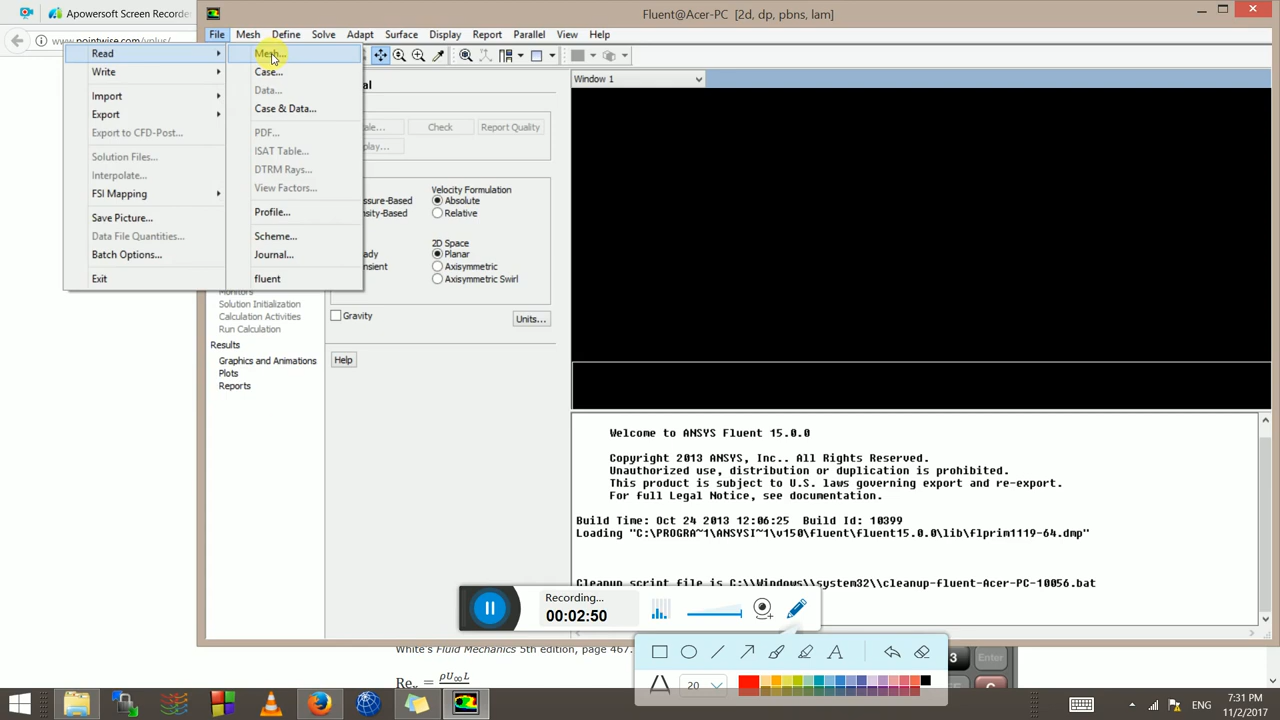 Apowersoft Screen Recorder
Fluent@Acer-PC [2d, dp, pbns, lam]
www.pointwise.com/yplus/
File Mesh Define Solve Adapt Surface Display Report Parallel View Help
Read
Write
Import
Export
Export to CFD-Post...
Solution Files...
Interpolate...
FSI Mapping
Save Picture...
Data File Quantities...
Batch Options...
Exit
Mesh...
Case...
Data...
Case & Data...
PDF...
ISAT Table...
DTRM Rays...
View Factors...
Profile...
Scheme...
Journal...
fluent
Check
Report Quality
Velocity Formulation
Absolute
Relative
2D Space
Planar
Axisymmetric
Axisymmetric Swirl
Gravity
Units...
Help
Monitors
Solution Initialization
Calculation Activities
Run Calculation
Results
Graphics and Animations
Plots
Reports
Window 1
Welcome to ANSYS Fluent 15.0.0
Copyright 2013 ANSYS, Inc.. All Rights Reserved.
Unauthorized use, distribution or duplication is prohibited.
This product is subject to U.S. laws governing export and re-export.
For full Legal Notice, see documentation.
Build Time: Oct 24 2013 12:06:25 Build Id: 10399
Loading "C:\PROGRA~1\ANSYSI~1\v150\fluent\fluent15.0.0\lib\flprim1119-64.dmp"
Cleanup script file is C:\\Windows\\system32\\cleanup-fluent-Acer-PC-10056.bat
Recording...
00:02:50
A
20
White's Fluid Mechanics 5th edition, page 467.
Reₓ = ρU∞L
3 Enter
C
ENG
7:31 PM
11/2/2017